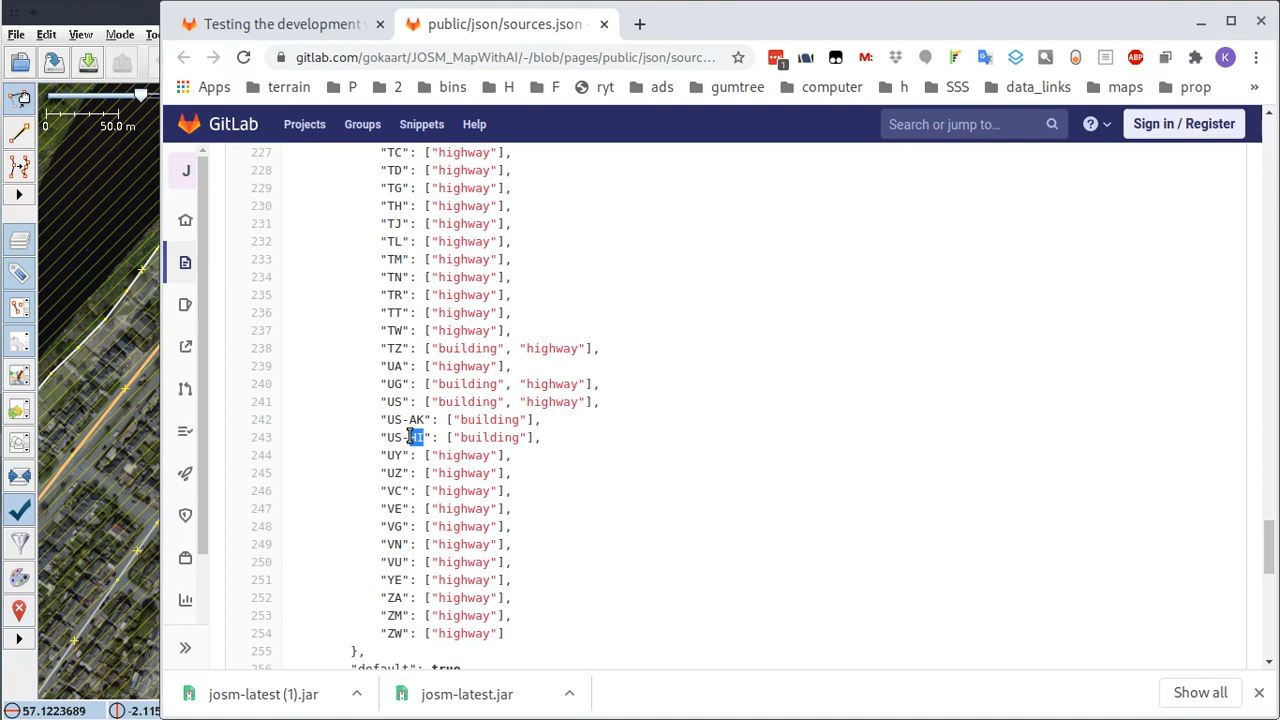 Testing the development
public/json/sources.json
File Edit View Mode To
gitlab.com/gokaart/JOSM_MapWithAI/-/blob/pages/public/json/sourc...
1
K
Apps terrain P 2 bins H F ryt ads gumtree computer h SSS data_links maps prop »
0 50.0 m
GitLab Projects Groups Snippets Help Search or jump to... Sign in / Register
J
227 "TC": ["highway"],
228 "TD": ["highway"],
229 "TG": ["highway"],
230 "TH": ["highway"],
231 "TJ": ["highway"],
232 "TL": ["highway"],
233 "TM": ["highway"],
234 "TN": ["highway"],
235 "TR": ["highway"],
236 "TT": ["highway"],
237 "TW": ["highway"],
238 "TZ": ["building", "highway"],
239 "UA": ["highway"],
240 "UG": ["building", "highway"],
241 "US": ["building", "highway"],
242 "US-AK": ["building"],
243 "US-HI": ["building"],
244 "UY": ["highway"],
245 "UZ": ["highway"],
246 "VC": ["highway"],
247 "VE": ["highway"],
248 "VG": ["highway"],
249 "VN": ["highway"],
250 "VU": ["highway"],
251 "YE": ["highway"],
252 "ZA": ["highway"],
253 "ZM": ["highway"],
254 "ZW": ["highway"]
255 },
256 "default": true,
josm-latest (1).jar josm-latest.jar Show all
57.1223689 -2.115